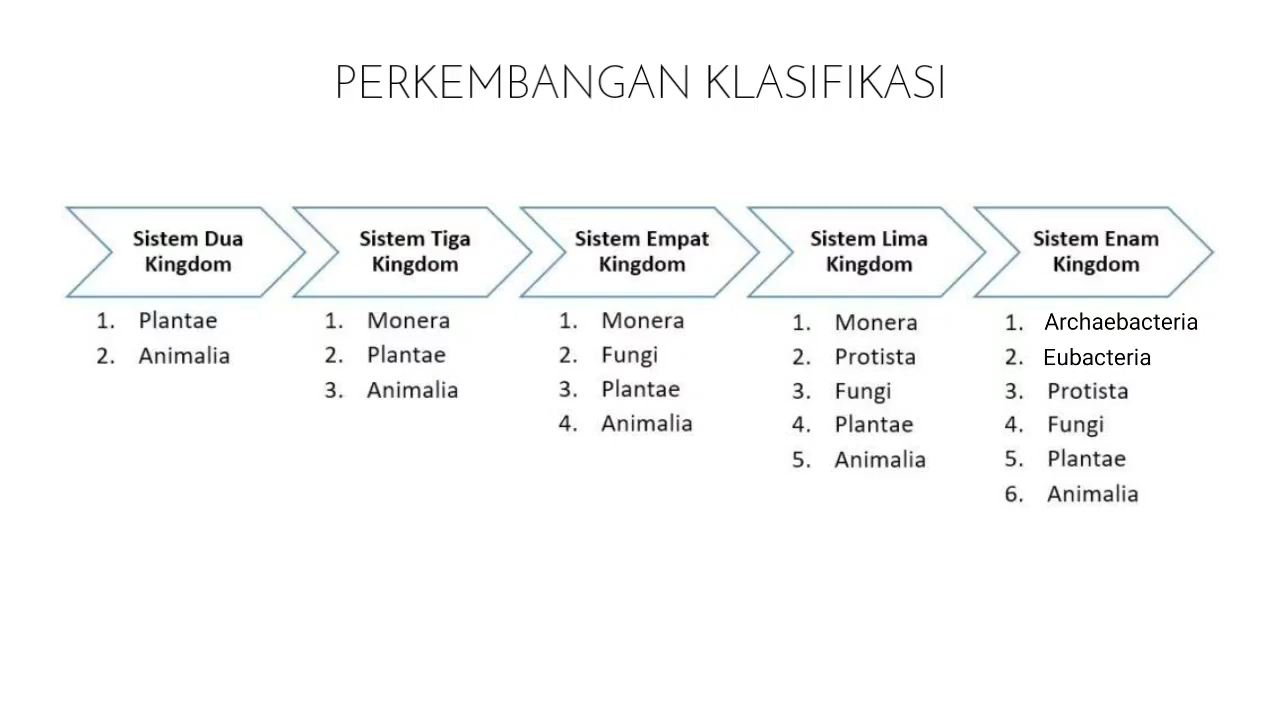 PERKEMBANGAN KLASIFIKASI
Sistem Dua
Kingdom
1. Plantae
2. Animalia
Sistem Tiga
Kingdom
1. Monera
2. Plantae
3. Animalia
Sistem Empat
Kingdom
1. Monera
2. Fungi
3. Plantae
4. Animalia
Sistem Lima
Kingdom
1. Monera
2. Protista
3. Fungi
4. Plantae
5. Animalia
Sistem Enam
Kingdom
1. Archaebacteria
2. Eubacteria
3. Protista
4. Fungi
5. Plantae
6. Animalia